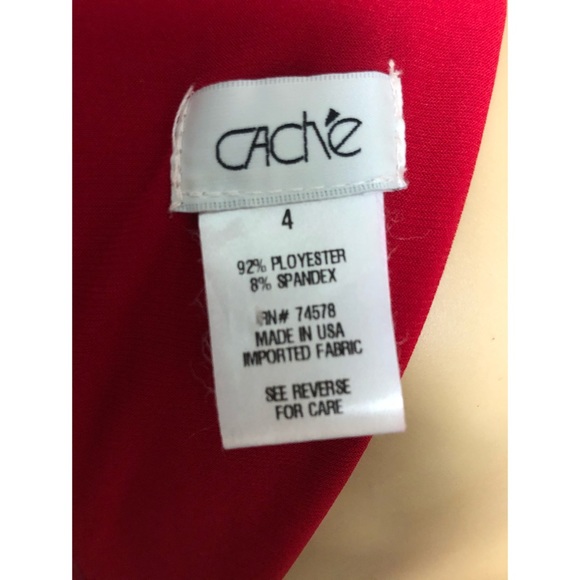 CACHÉ
4
92% PLOYESTER
8% SPANDEX
RN# 74578
MADE IN USA
IMPORTED FABRIC
SEE REVERSE
FOR CARE